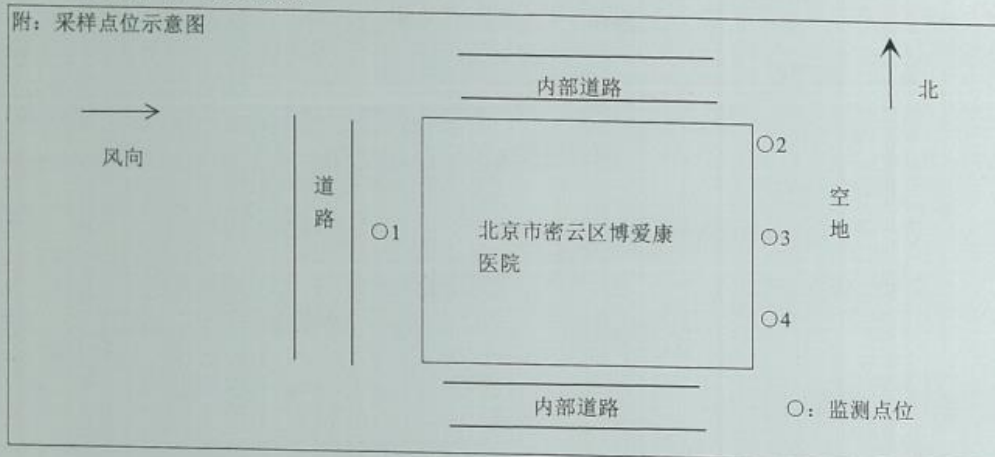 附：采样点位示意图
内部道路
北
风向
○2
道
路
空
地
○1
北京市密云区博爱康
医院
○3
○4
内部道路
○：监测点位